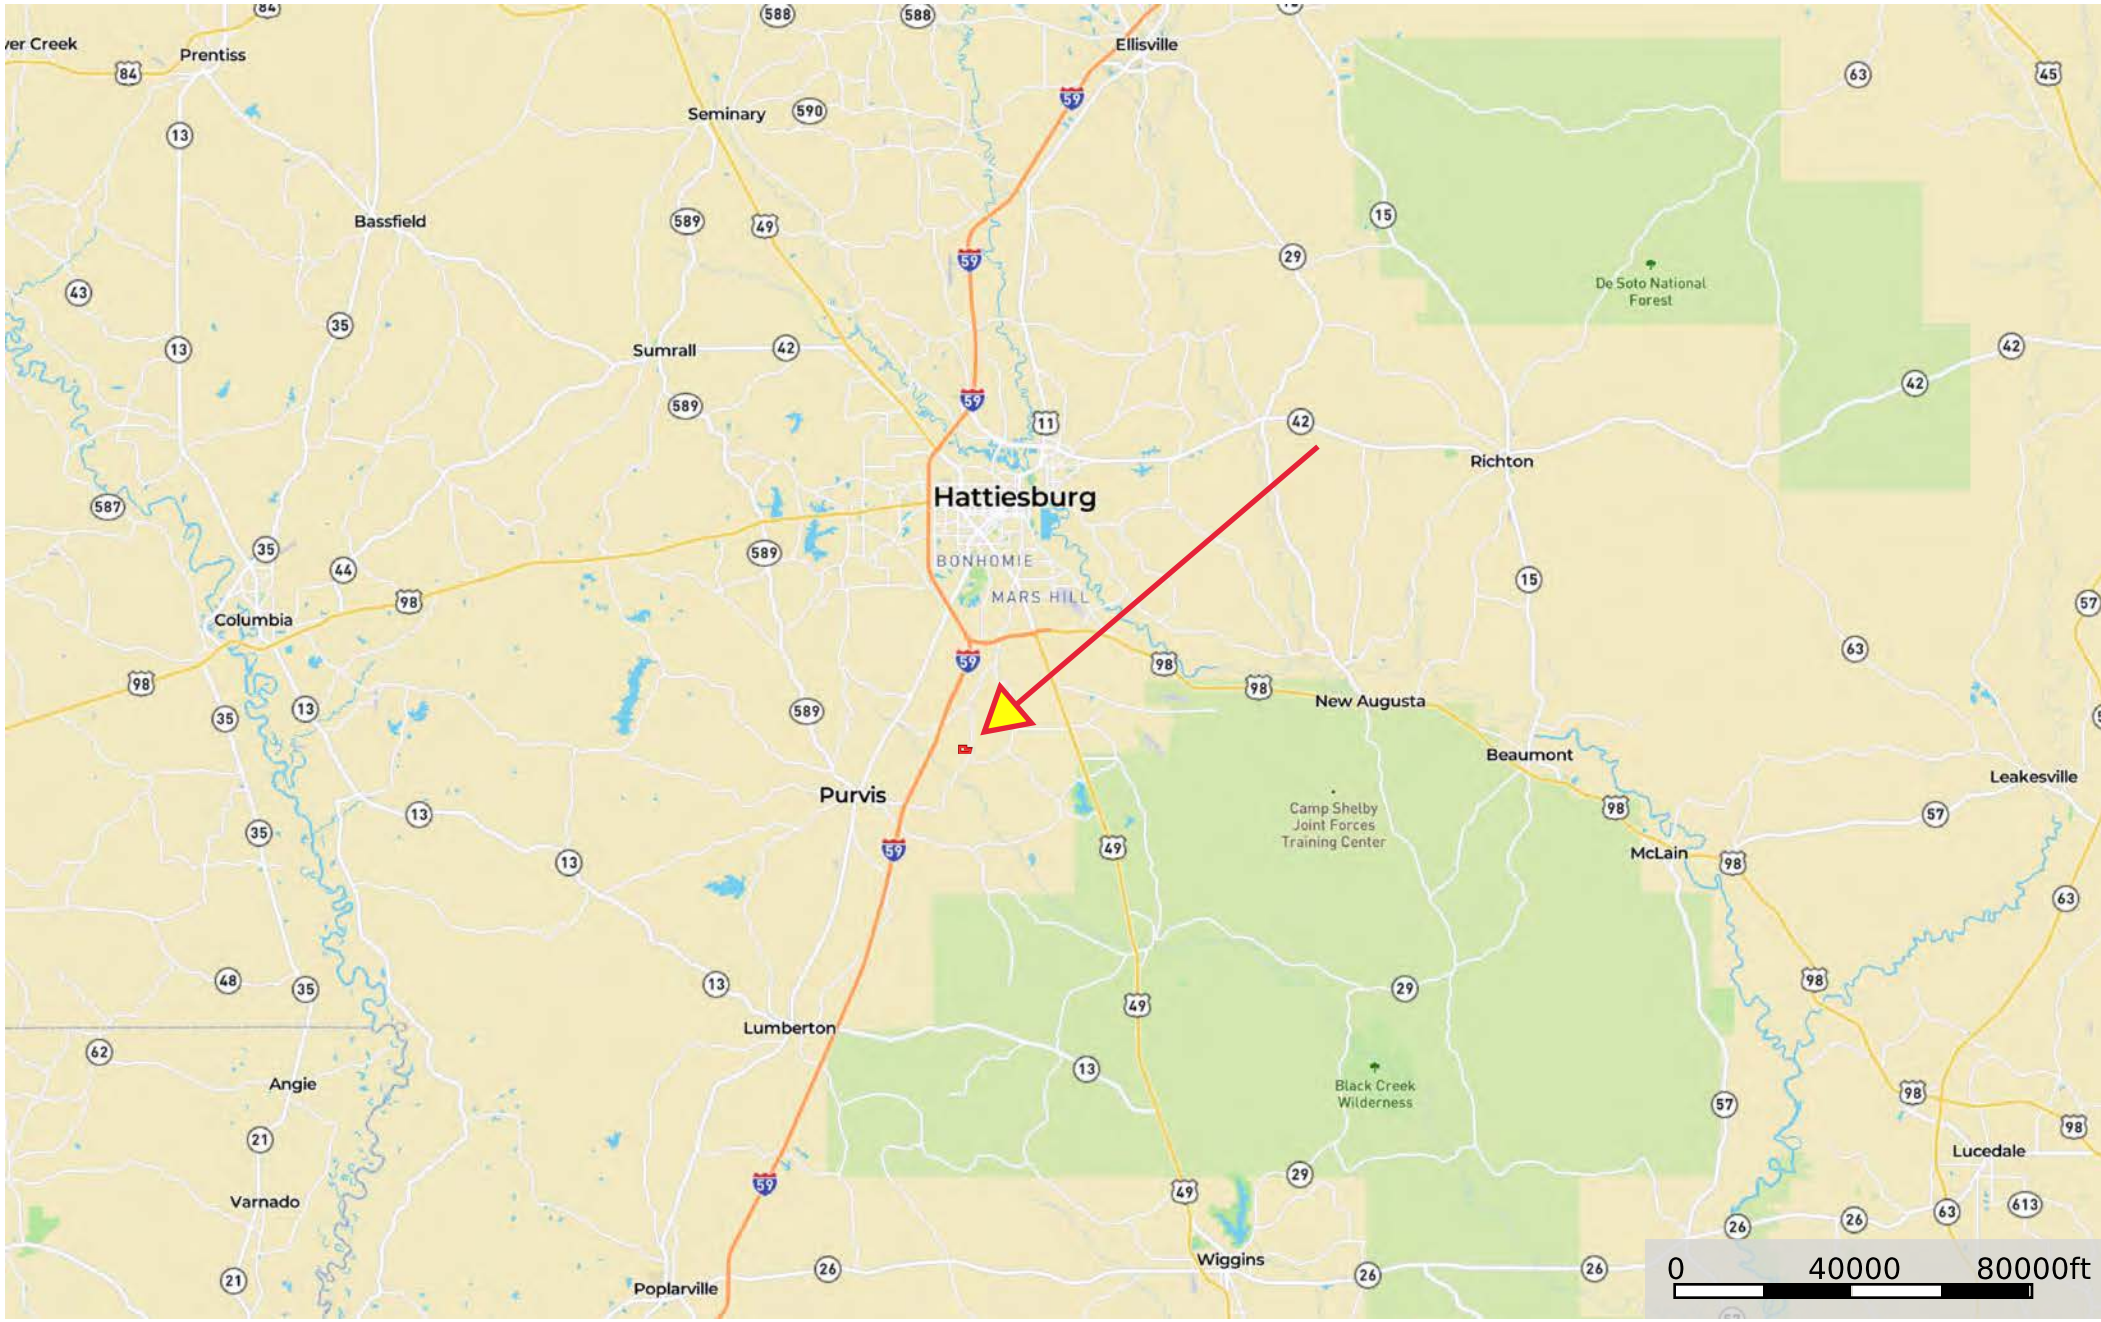 84
588
588
ver Creek
Prentiss
Ellisville
84
63
45
59
Seminary
590
13
Bassfield
589
49
15
59
29
De Soto National
Forest
43
35
13
Sumrall
42
42
42
589
59
11
42
Richton
Hattiesburg
587
35
589
44
BONHOMIE
15
98
MARS HILL
57
Columbia
63
59
98
98
98
New Augusta
35
13
589
Beaumont
Leakesville
Purvis
Camp Shelby
Joint Forces
Training Center
98
13
57
35
59
49
McLain
98
13
63
48
35
13
98
29
49
Lumberton
62
13
Angie
Black Creek
Wilderness
98
57
98
21
Lucedale
29
59
49
Varnado
63
613
26
26
Wiggins
26
26
26
21
Poplarville
0 40000 80000ft
57